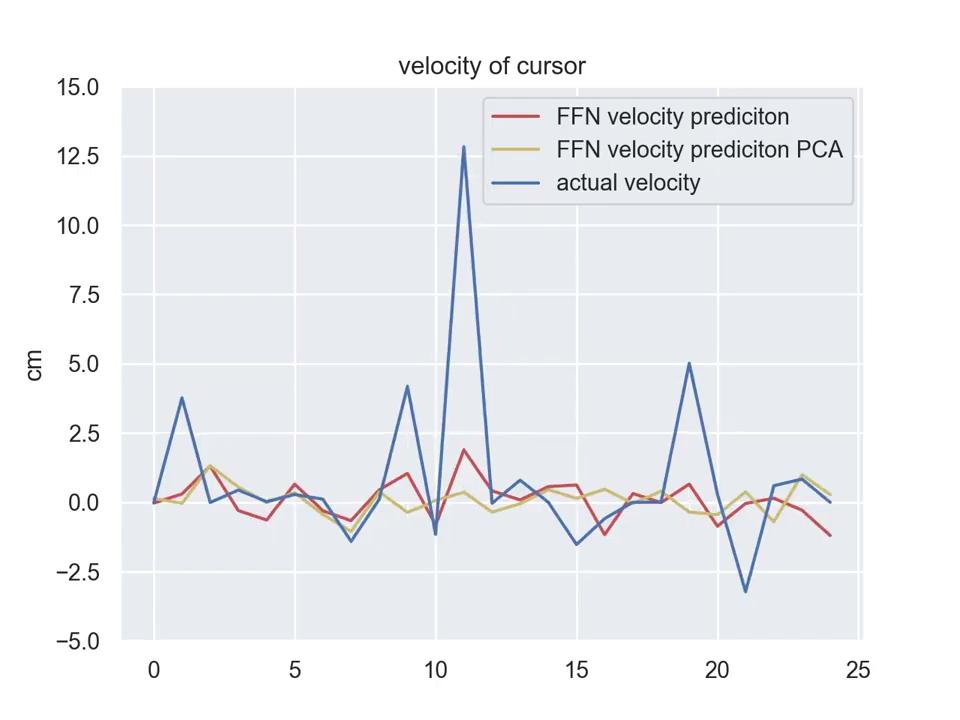 velocity of cursor
15.0
12.5
10.0
7.5
5.0
2.5
0.0
−2.5
−5.0
cm
FFN velocity prediciton
FFN velocity prediciton PCA
actual velocity
0 5 10 15 20 25